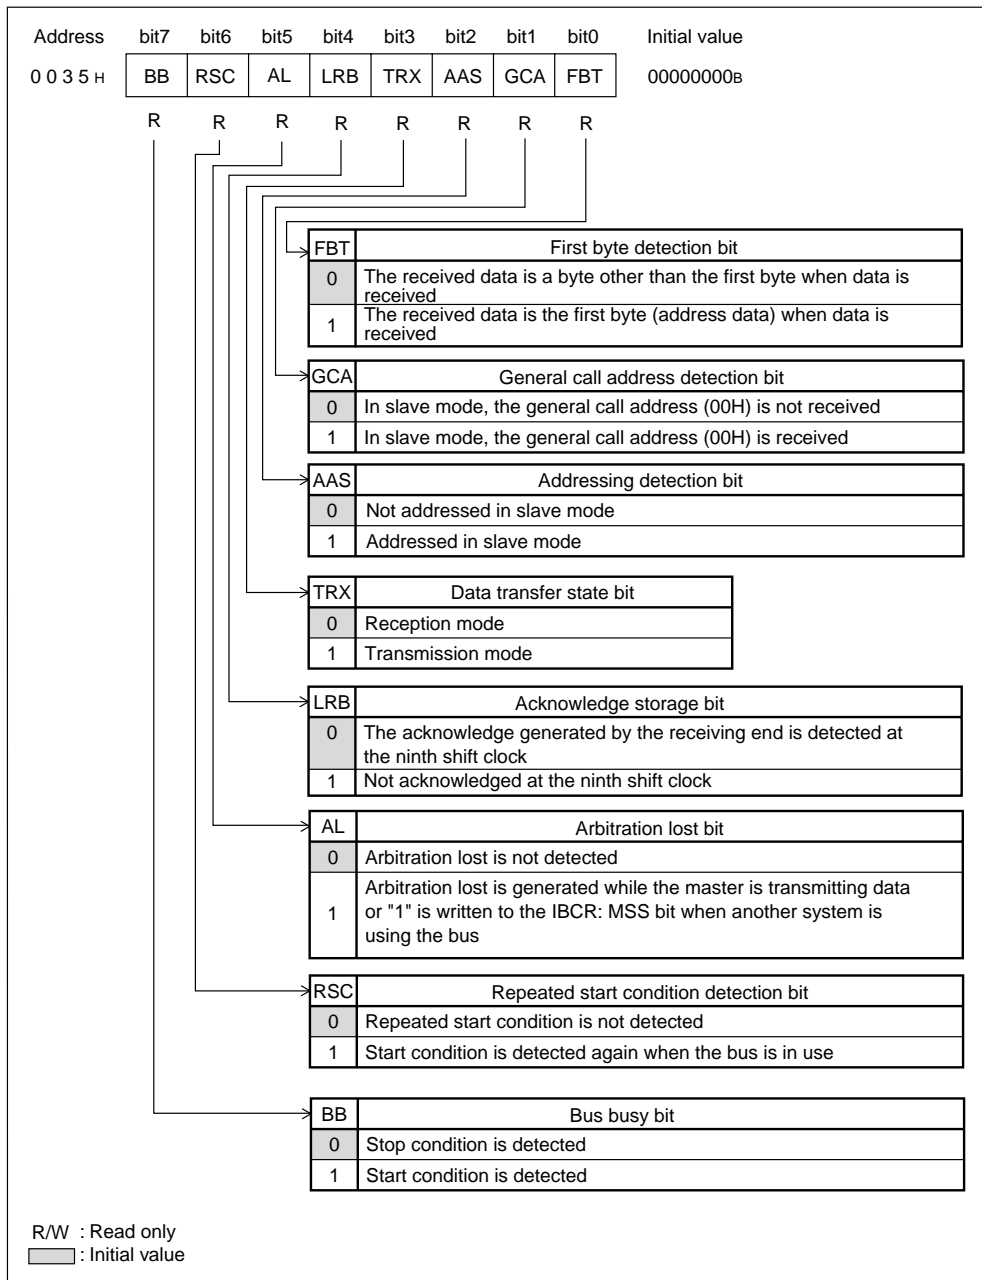 Address bit7 bit6 bit5 bit4 bit3 bit2 bit1 bit0 Initial value
0 0 3 5 H BB RSC AL LRB TRX AAS GCA FBT 00000000B
R R R R R R R R
FBT First byte detection bit
0 The received data is a byte other than the first byte when data is
received
1 The received data is the first byte (address data) when data is
received
GCA General call address detection bit
0 In slave mode, the general call address (00H) is not received
1 In slave mode, the general call address (00H) is received
AAS Addressing detection bit
0 Not addressed in slave mode
1 Addressed in slave mode
TRX Data transfer state bit
0 Reception mode
1 Transmission mode
LRB Acknowledge storage bit
0 The acknowledge generated by the receiving end is detected at
the ninth shift clock
1 Not acknowledged at the ninth shift clock
AL Arbitration lost bit
0 Arbitration lost is not detected
1 Arbitration lost is generated while the master is transmitting data
or "1" is written to the IBCR: MSS bit when another system is
using the bus
RSC Repeated start condition detection bit
0 Repeated start condition is not detected
1 Start condition is detected again when the bus is in use
BB Bus busy bit
0 Stop condition is detected
1 Start condition is detected
R/W : Read only
: Initial value